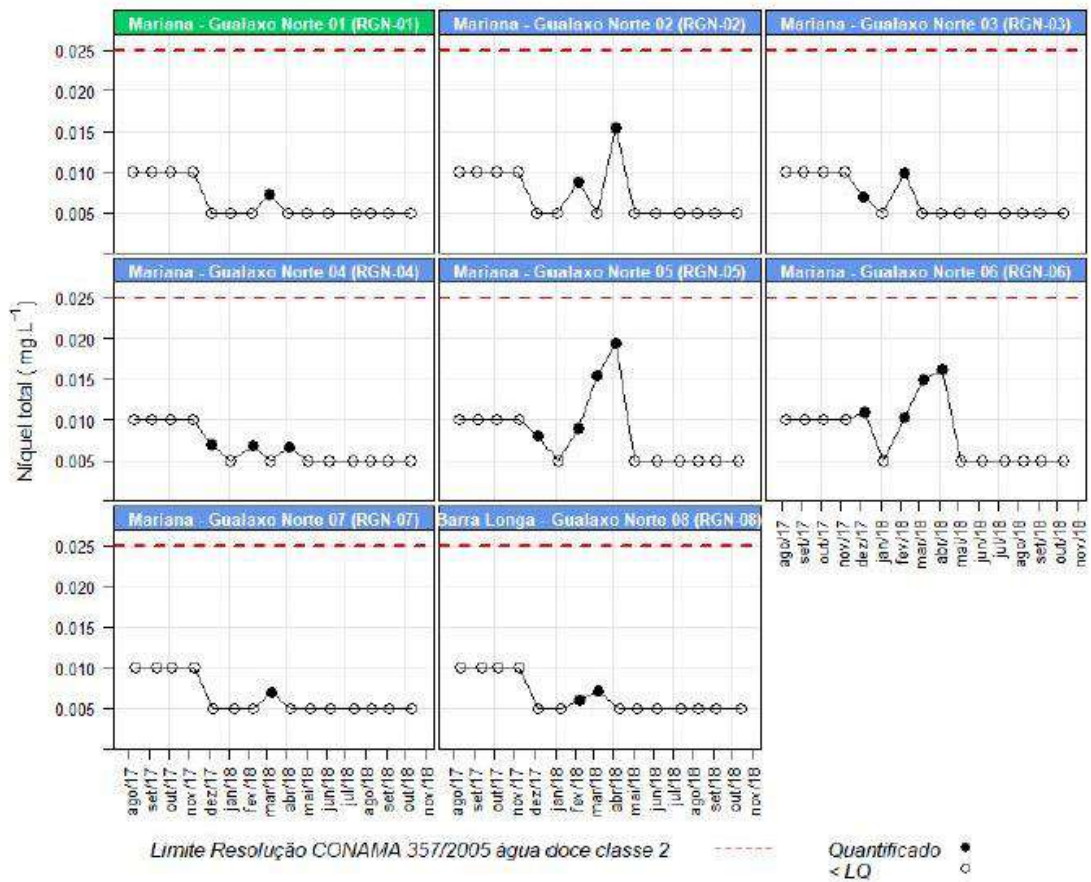 Mariana - Gualaxo Norte 01 (RGN-01) Mariana - Gualaxo Norte 02 (RGN-02) Mariana - Gualaxo Norte 03 (RGN-03)
0.025
0.020
0.015
0.010
0.005
Mariana - Gualaxo Norte 04 (RGN-04) Mariana - Gualaxo Norte 05 (RGN-05) Mariana - Gualaxo Norte 06 (RGN-06)
Níquel total ( mg.L⁻¹)
0.025
0.020
0.015
0.010
0.005
Mariana - Gualaxo Norte 07 (RGN-07) Barra Longa - Gualaxo Norte 08 (RGN-08)
ago/17 set/17 out/17 nov/17 dez/17 jan/18 fev/18 mar/18 abr/18 mai/18 jun/18 jul/18 ago/18 set/18 out/18 nov/18
0.025
0.020
0.015
0.010
0.005
ago/17 set/17 out/17 nov/17 dez/17 jan/18 fev/18 mar/18 abr/18 mai/18 jun/18 jul/18 ago/18 set/18 out/18 nov/18
ago/17 set/17 out/17 nov/17 dez/17 jan/18 fev/18 mar/18 abr/18 mai/18 jun/18 jul/18 ago/18 set/18 out/18 nov/18
Limite Resolução CONAMA 357/2005 água doce classe 2 Quantificado
< LQ